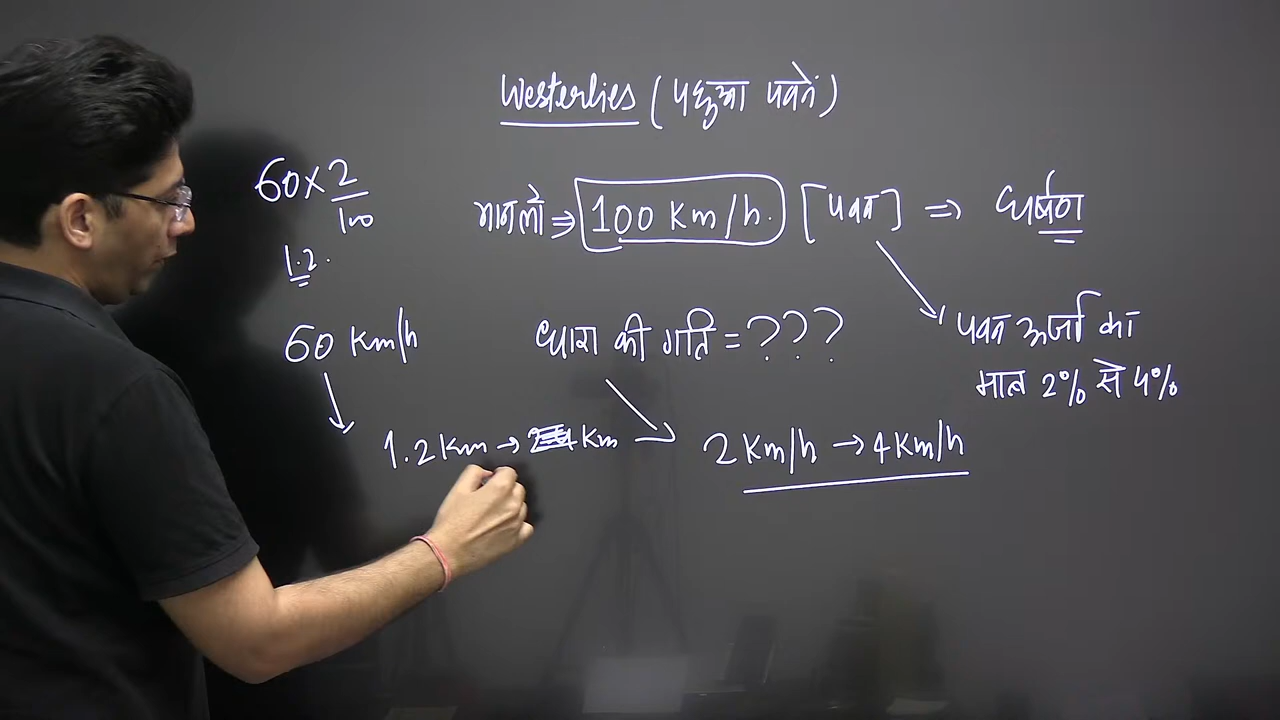 Westerlies (पछुआ पवनें)
60 × 2/100
1.2.
मानलो ⇒ 100 Km/h. [पवन] ⇒ घर्षण
60 Km/h
धारा की गति = ???
पवन ऊर्जा का
मात्र 2% से 4%
1.2 Km → Km → 2 Km/h → 4 Km/h